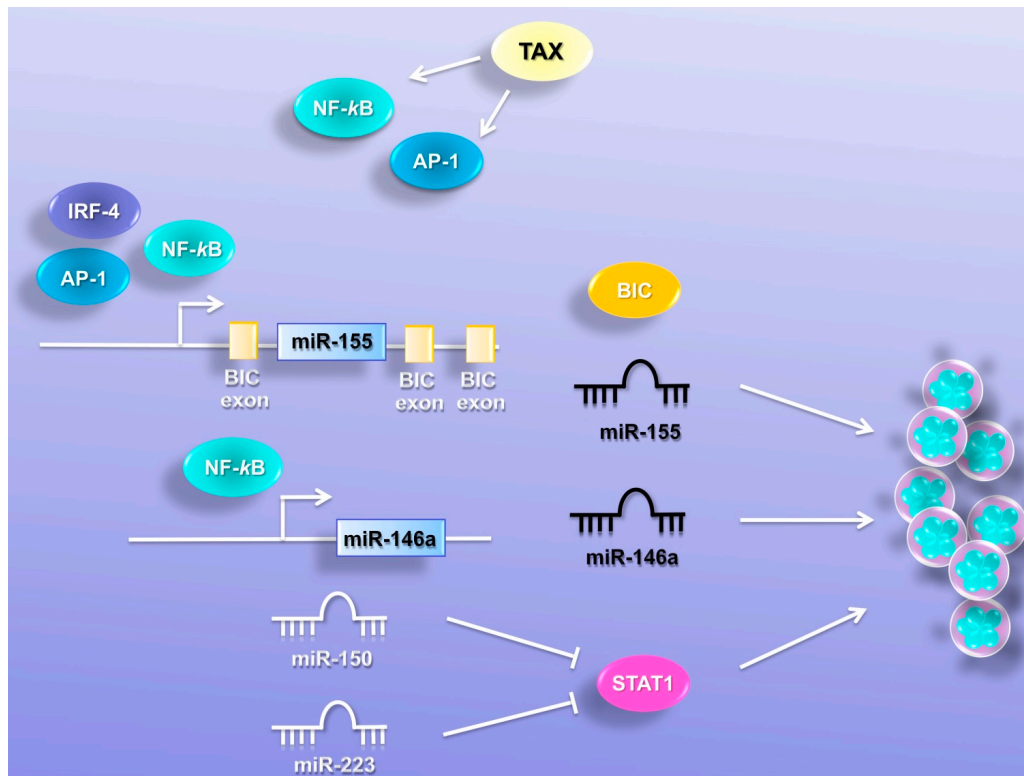 TAX
NF-kB
AP-1
IRF-4
NF-kB
AP-1
BIC
miR-155
BIC
exon
BIC
exon
BIC
exon
miR-155
NF-kB
miR-146a
miR-146a
miR-150
STAT1
miR-223